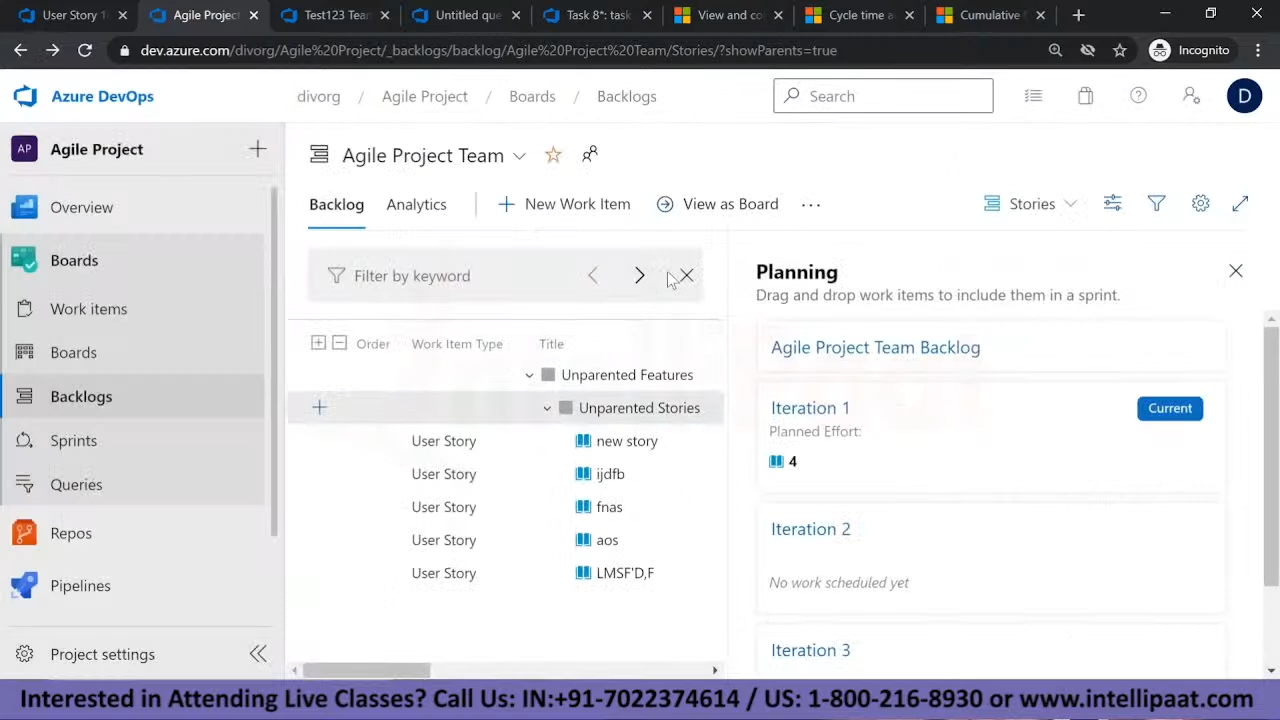 User Story 1
Agile Projec
Test123 Team
Untitled que
Task 8*: task
View and co
Cycle time a
Cumulative
dev.azure.com/divorg/Agile%20Project/_backlogs/backlog/Agile%20Project%20Team/Stories/?showParents=true
Incognito
Azure DevOps
divorg / Agile Project / Boards / Backlogs
Search
D
AP
Agile Project
Overview
Boards
Work items
Boards
Backlogs
Sprints
Queries
Repos
Pipelines
Project settings
Agile Project Team
Backlog
Analytics
New Work Item
View as Board
Stories
Filter by keyword
Order Work Item Type Title
Unparented Features
Unparented Stories
User Story new story
User Story ijdfb
User Story fnas
User Story aos
User Story LMSF'D,F
Planning
Drag and drop work items to include them in a sprint.
Agile Project Team Backlog
Iteration 1
Current
Planned Effort:
4
Iteration 2
No work scheduled yet
Iteration 3
Interested in Attending Live Classes? Call Us: IN:+91-7022374614 / US: 1-800-216-8930 or www.intellipaat.com